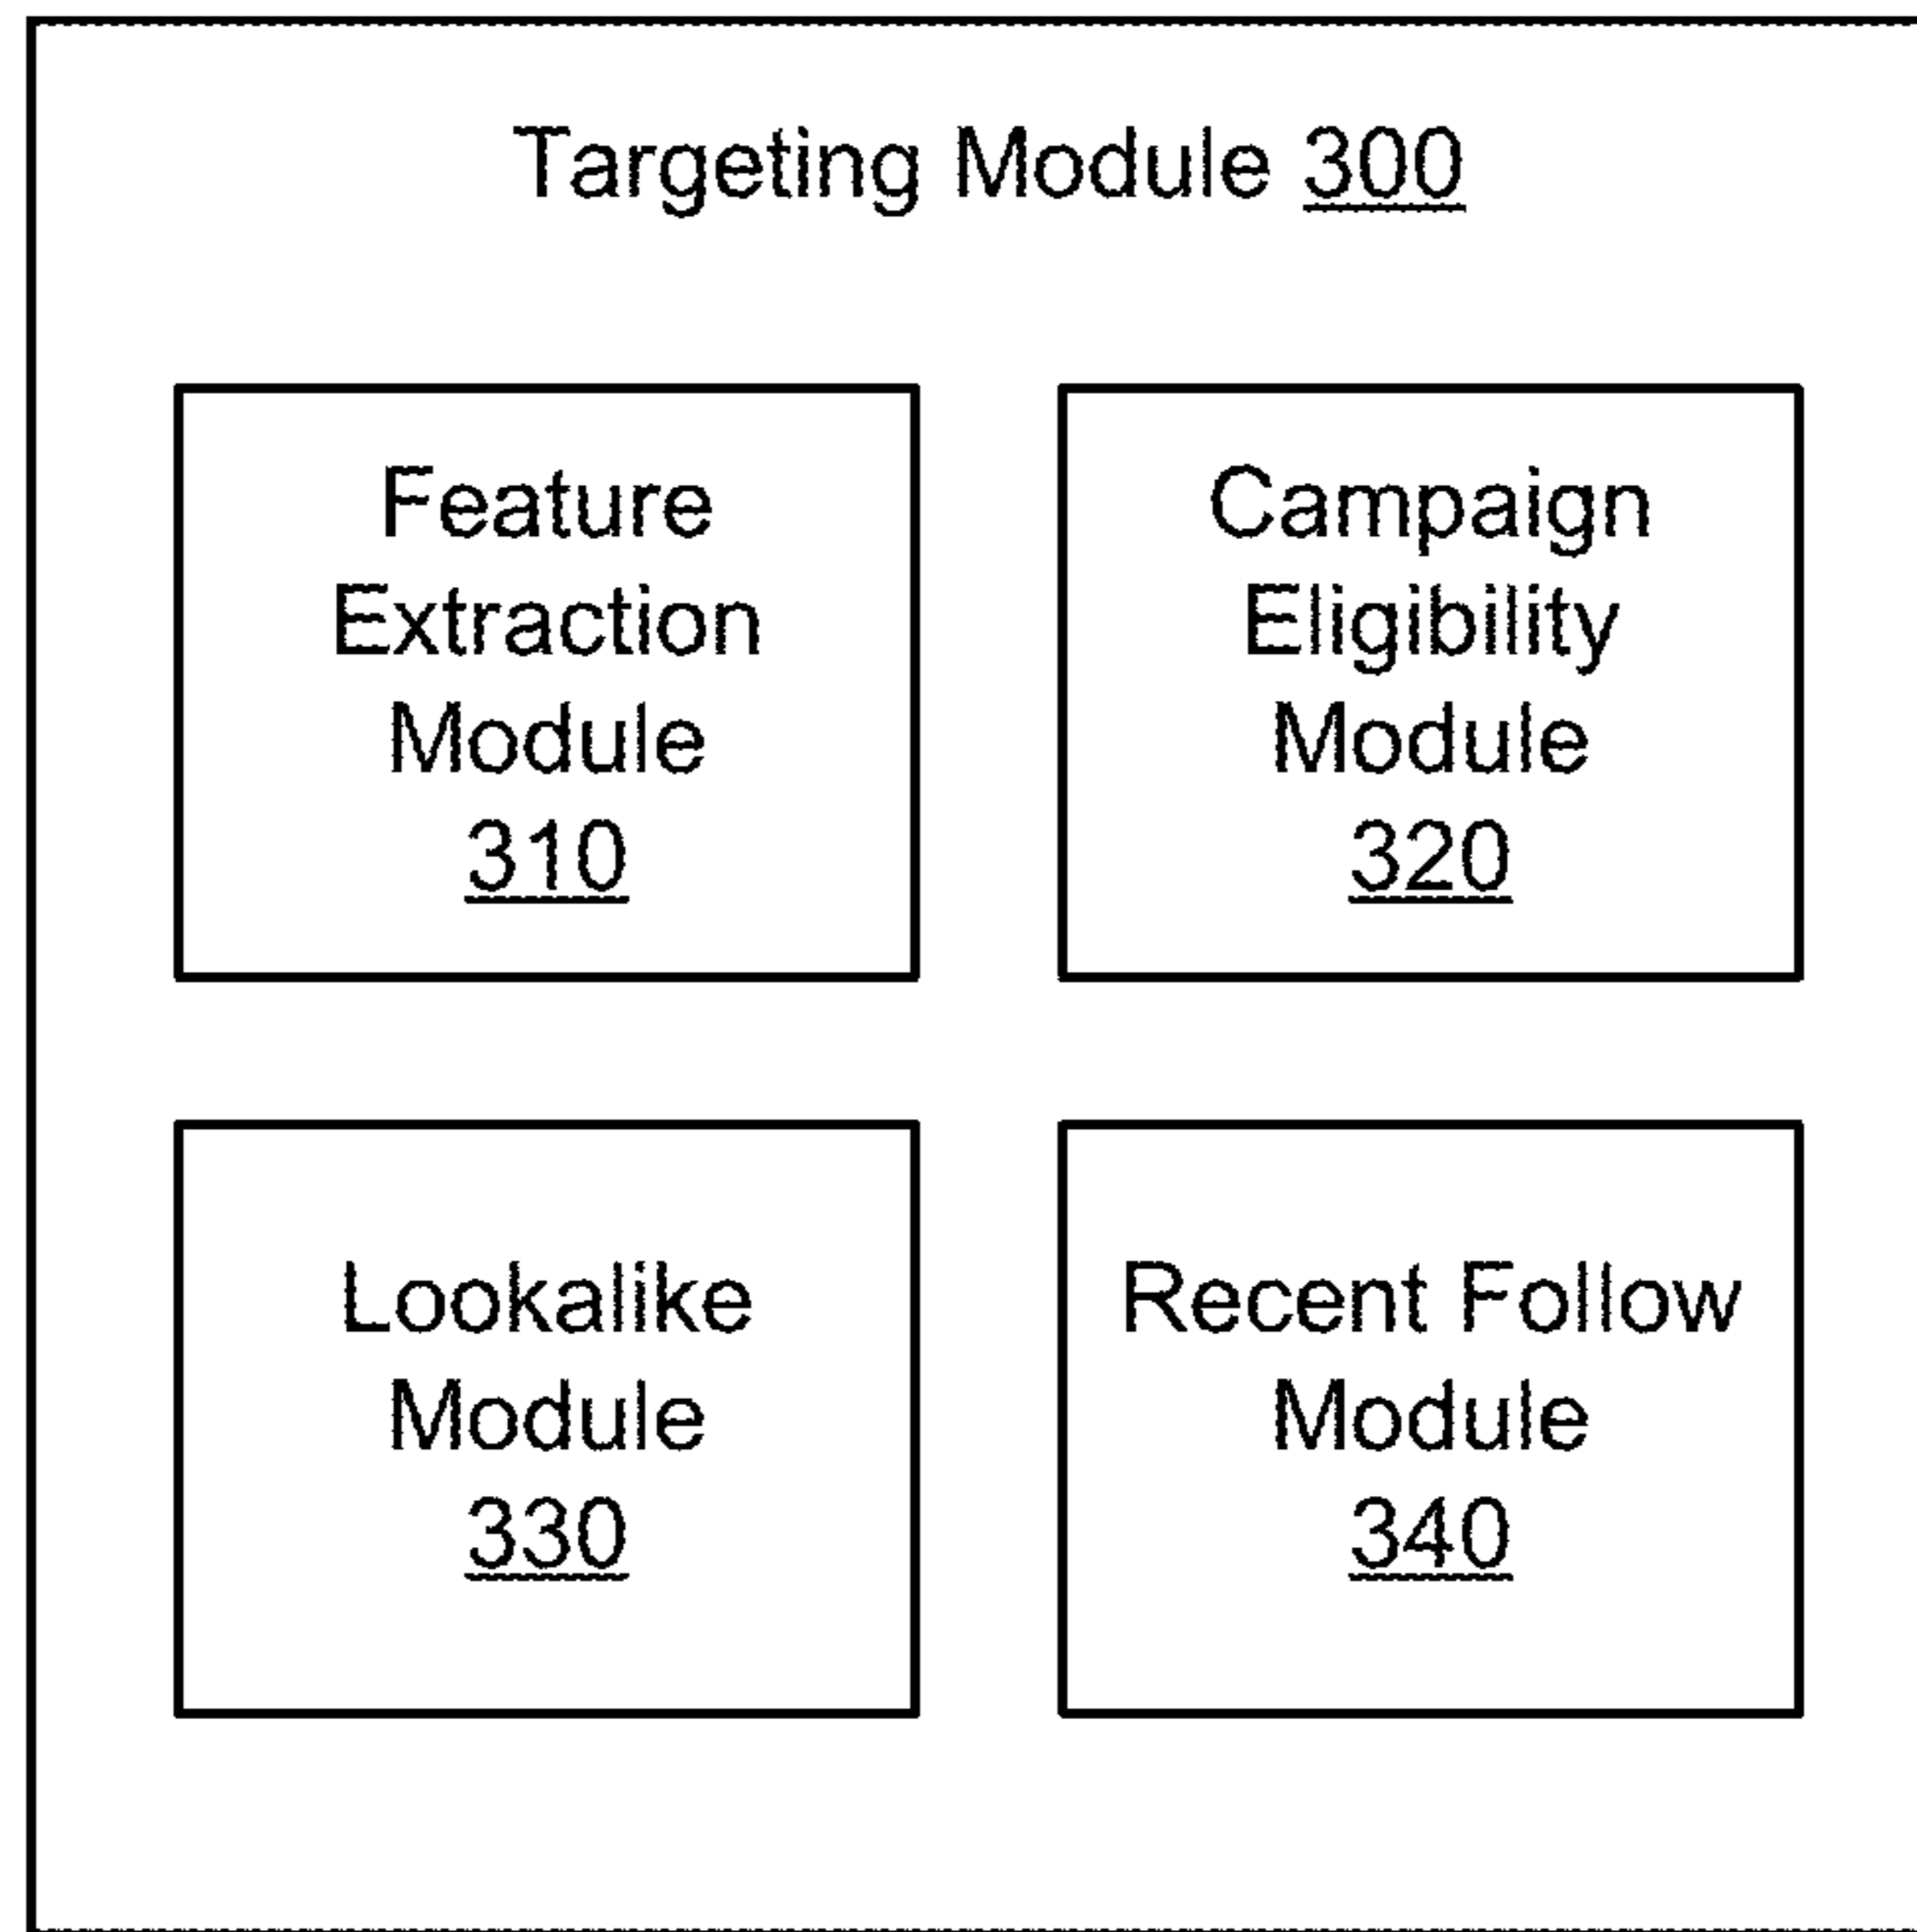 Targeting Module 300
Feature
Extraction
Module
310
Campaign
Eligibility
Module
320
Lookalike
Module
330
Recent Follow
Module
340